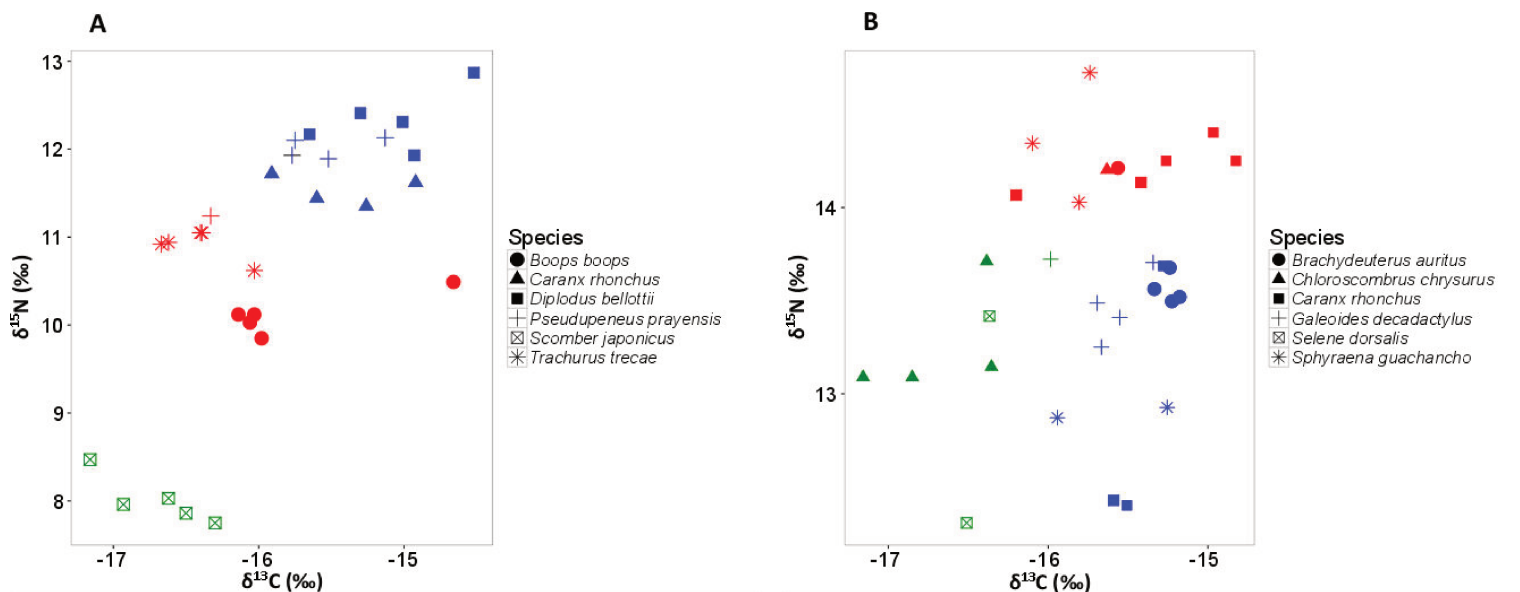 A
13
12
11
10
9
8
δ¹⁵N (‰)
-17
-16
-15
δ¹³C (‰)
Species
Boops boops
Caranx rhonchus
Diplodus bellottii
Pseudupeneus prayensis
Scomber japonicus
Trachurus trecae
B
14
13
δ¹⁵N (‰)
-17
-16
-15
δ¹³C (‰)
Species
Brachydeuterus auritus
Chloroscombrus chrysurus
Caranx rhonchus
Galeoides decadactylus
Selene dorsalis
Sphyraena guachancho